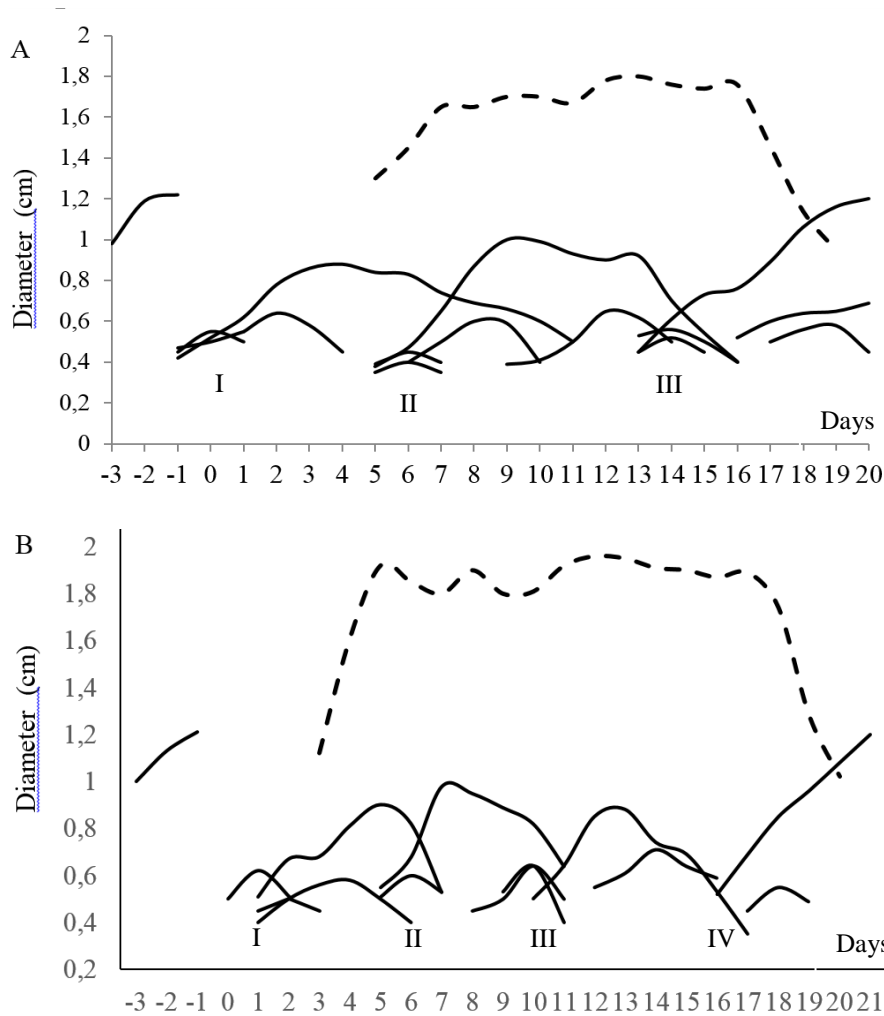 A
2
1,8
1,6
1,4
1,2
1
0,8
0,6
0,4
0,2
0
Diameter (cm)
I
II
III
Days
-3 -2 -1 0 1 2 3 4 5 6 7 8 9 10 11 12 13 14 15 16 17 18 19 20
B
2
1,8
1,6
1,4
1,2
1
0,8
0,6
0,4
0,2
Diameter (cm)
I
II
III
IV
Days
-3 -2 -1 0 1 2 3 4 5 6 7 8 9 10 11 12 13 14 15 16 17 18 19 20 21